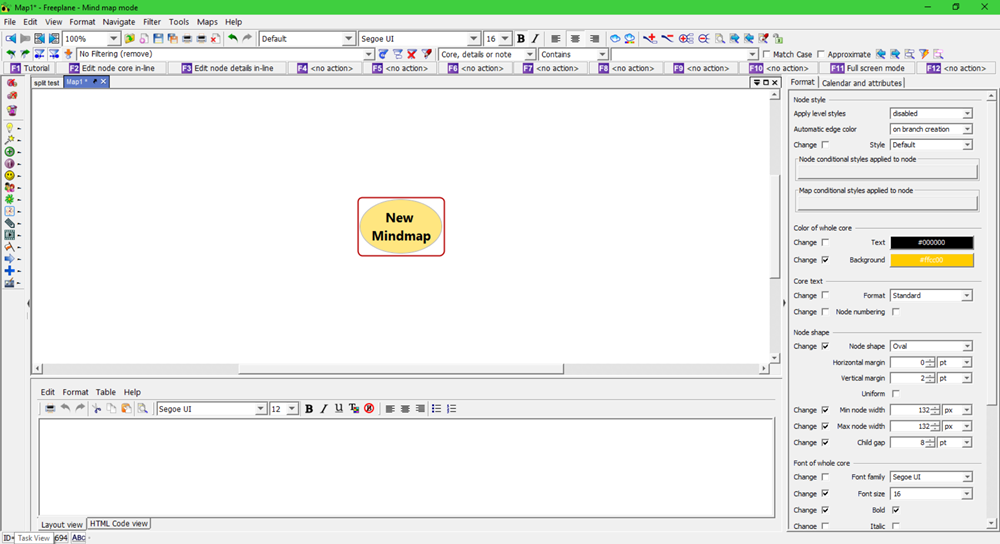 Map1* - Freeplane - Mind map mode
File Edit View Format Navigate Filter Tools Maps Help
100% Default Segoe UI 16 B I
No Filtering (remove) Core, details or note Contains Match Case Approximate
F1 Tutorial F2 Edit node core in-line F3 Edit node details in-line F4 <no action> F5 <no action> F6 <no action> F7 <no action> F8 <no action> F9 <no action> F10 <no action> F11 Full screen mode F12 <no action>
split test Map1 * Format Calendar and attributes
New
Mindmap
Node style
Apply level styles disabled
Automatic edge color on branch creation
Change Style Default
Node conditional styles applied to node
Map conditional styles applied to node
Color of whole core
Change Text #000000
Change Background #ffcc00
Core text
Change Format Standard
Change Node numbering
Node shape
Change Node shape Oval
Horizontal margin 0 pt
Vertical margin 2 pt
Uniform
Change Min node width 132 px
Change Max node width 132 px
Change Child gap 8 pt
Font of whole core
Change Font family Segoe UI
Change Font size 16
Change Bold
Change Italic
Edit Format Table Help
Segoe UI 12 B I U
Layout view HTML Code view
ID= Task View 694 ABC